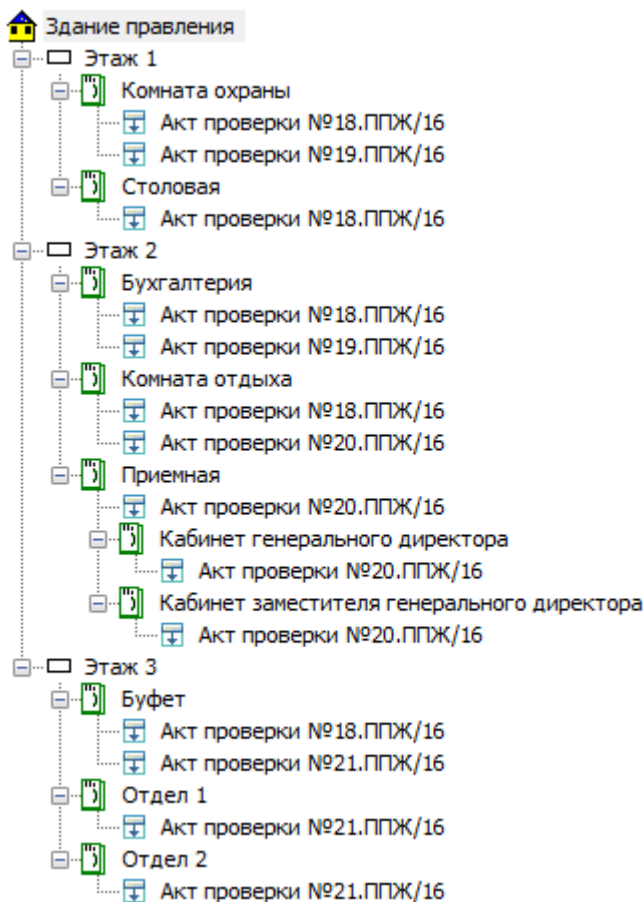 Здание правления
Этаж 1
Комната охраны
Акт проверки №18.ППЖ/16
Акт проверки №19.ППЖ/16
Столовая
Акт проверки №18.ППЖ/16
Этаж 2
Бухгалтерия
Акт проверки №18.ППЖ/16
Акт проверки №19.ППЖ/16
Комната отдыха
Акт проверки №18.ППЖ/16
Акт проверки №20.ППЖ/16
Приемная
Акт проверки №20.ППЖ/16
Кабинет генерального директора
Акт проверки №20.ППЖ/16
Кабинет заместителя генерального директора
Акт проверки №20.ППЖ/16
Этаж 3
Буфет
Акт проверки №18.ППЖ/16
Акт проверки №21.ППЖ/16
Отдел 1
Акт проверки №21.ППЖ/16
Отдел 2
Акт проверки №21.ППЖ/16